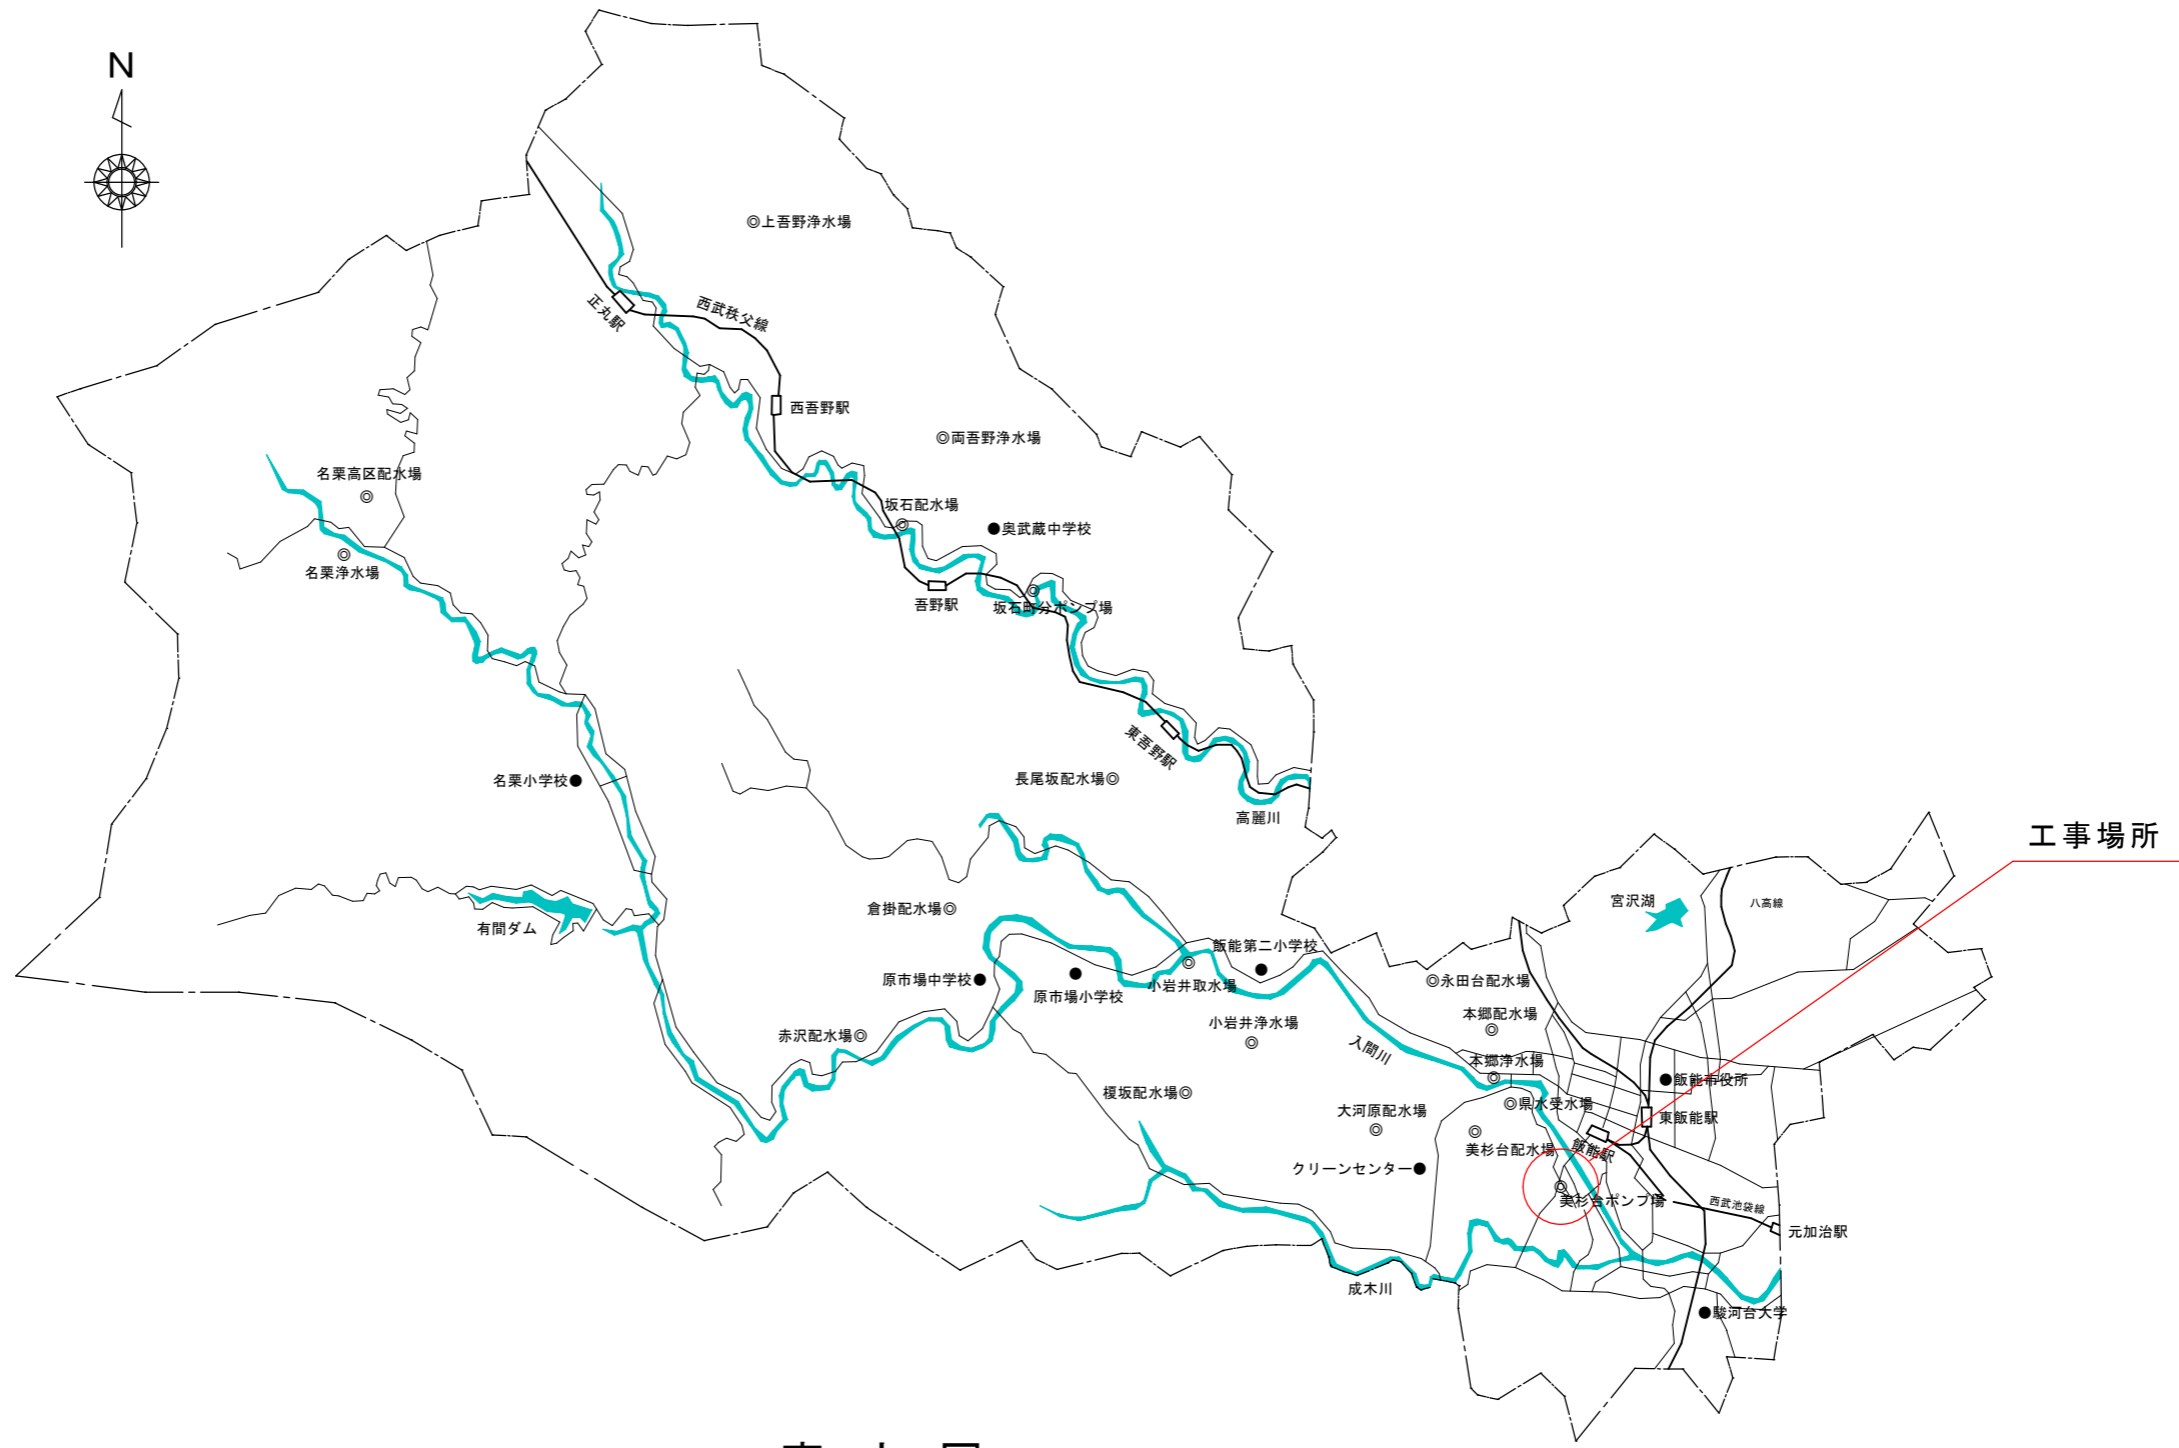 N
◎上吾野浄水場
正丸駅
西武秩父線
西吾野駅
◎両吾野浄水場
名栗高区配水場
坂石配水場
●奥武蔵中学校
名栗浄水場
吾野駅
坂石町分ポンプ場
東吾野駅
名栗小学校●
長尾坂配水場◎
高麗川
工事場所
宮沢湖
八高線
倉掛配水場◎
有間ダム
飯能第二小学校
原市場中学校●
原市場小学校
小岩井取水場
◎永田台配水場
本郷配水場
小岩井浄水場
赤沢配水場◎
入間川
本郷浄水場
●飯能市役所
榎坂配水場◎
◎県水受水場
大河原配水場
東飯能駅
美杉台配水場
飯能駅
クリーンセンター●
美杉台ポンプ場
西武池袋線
元加治駅
成木川
●駿河台大学